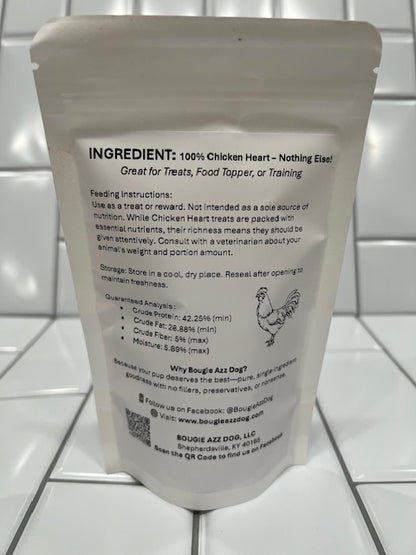 INGREDIENT: 100% Chicken Heart – Nothing Else!
Great for Treats, Food Topper, or Training
Feeding Instructions:
Use as a treat or reward. Not intended as a sole source of
nutrition. While Chicken Heart treats are packed with
essential nutrients, their richness means they should be
given attentively. Consult with a veterinarian about your
animal's weight and portion amount.
Storage: Store in a cool, dry place. Reseal after opening to
maintain freshness.
Guaranteed Analysis:
• Crude Protein: 42.25% (min)
• Crude Fat: 28.88% (min)
• Crude Fiber: 5% (max)
• Moisture: 5.89% (max)
Why Bougie Azz Dog?
Because your pup deserves the best—pure, single-ingredient
goodness with no fillers, preservatives, or nonsense.
Follow us on Facebook: @BougieAzzDog
Visit: www.bougieazzdog.com
BOUGIE AZZ DOG, LLC
Shepherdsville, KY 40165
Scan the QR Code to find us on Facebook